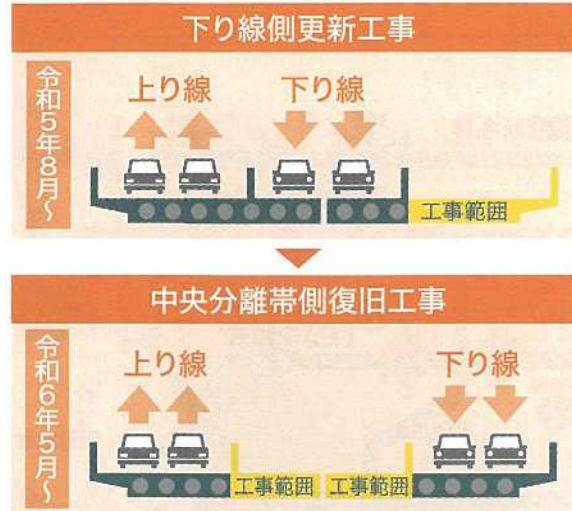 下り線側更新工事
令和5年8月〜
上り線
下り線
工事範囲
中央分離帯側復旧工事
令和6年5月〜
上り線
下り線
工事範囲
工事範囲